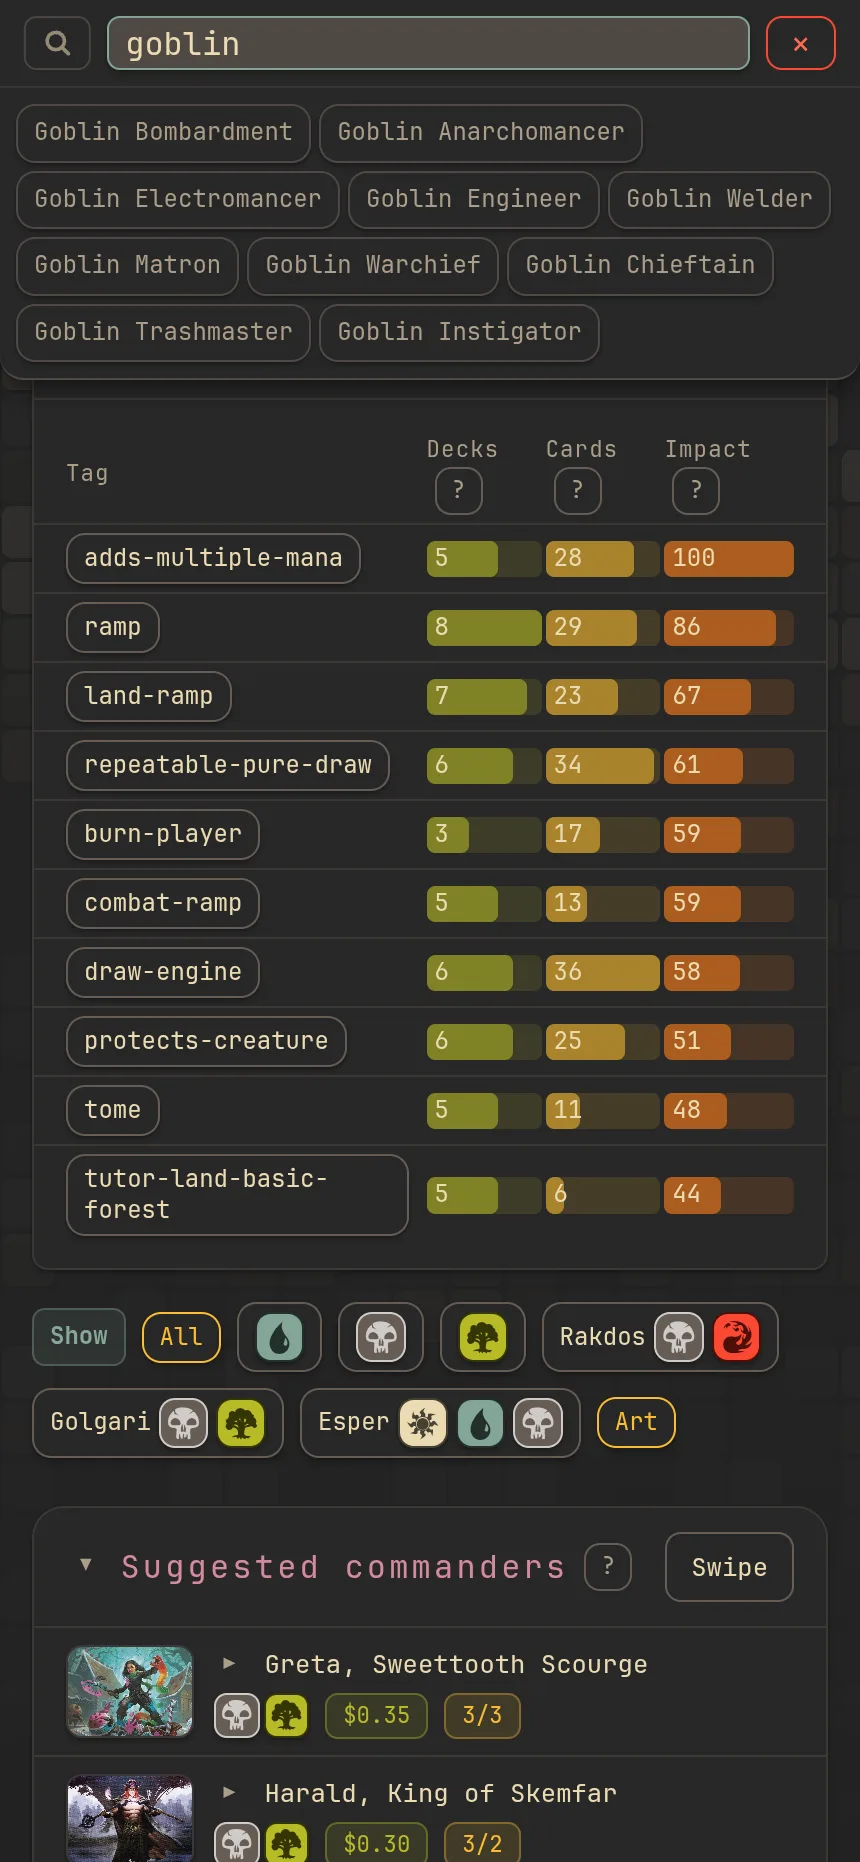 goblin ×
Goblin Bombardment Goblin Anarchomancer
Goblin Electromancer Goblin Engineer Goblin Welder
Goblin Matron Goblin Warchief Goblin Chieftain
Goblin Trashmaster Goblin Instigator
Tag Decks ? Cards ? Impact ?
adds-multiple-mana 5 28 100
ramp 8 29 86
land-ramp 7 23 67
repeatable-pure-draw 6 34 61
burn-player 3 17 59
combat-ramp 5 13 59
draw-engine 6 36 58
protects-creature 6 25 51
tome 5 11 48
tutor-land-basic-
forest 5 6 44
Show All Rakdos
Golgari Esper Art
▼ Suggested commanders ? Swipe
▶ Greta, Sweettooth Scourge
$0.35 3/3
▶ Harald, King of Skemfar
$0.30 3/2